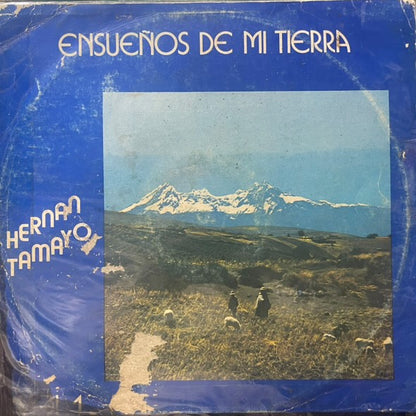 ENSUEÑOS DE MI TIERRA
HERNAN
TAMAYO